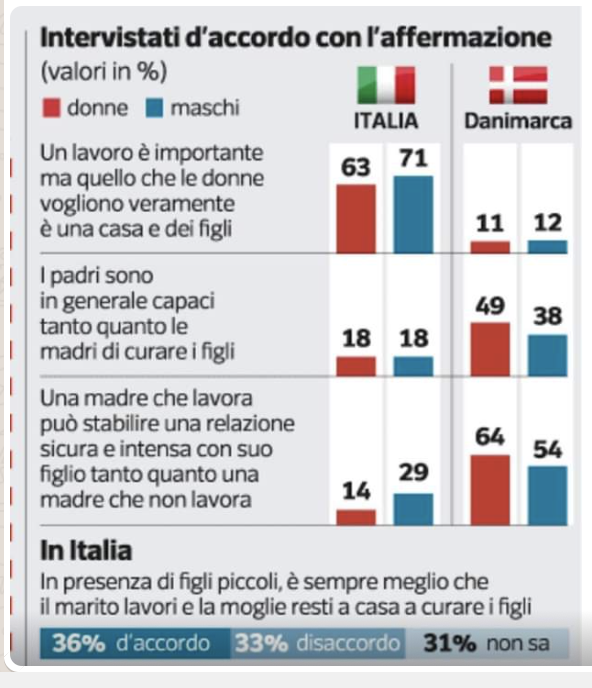 Intervistati d'accordo con l'affermazione
(valori in %)
donne maschi
ITALIA Danimarca
Un lavoro è importante
ma quello che le donne
vogliono veramente
è una casa e dei figli
63 71 11 12
I padri sono
in generale capaci
tanto quanto le
madri di curare i figli
18 18 49 38
Una madre che lavora
può stabilire una relazione
sicura e intensa con suo
figlio tanto quanto una
madre che non lavora
14 29 64 54
In Italia
In presenza di figli piccoli, è sempre meglio che
il marito lavori e la moglie resti a casa a curare i figli
36% d'accordo 33% disaccordo 31% non sa